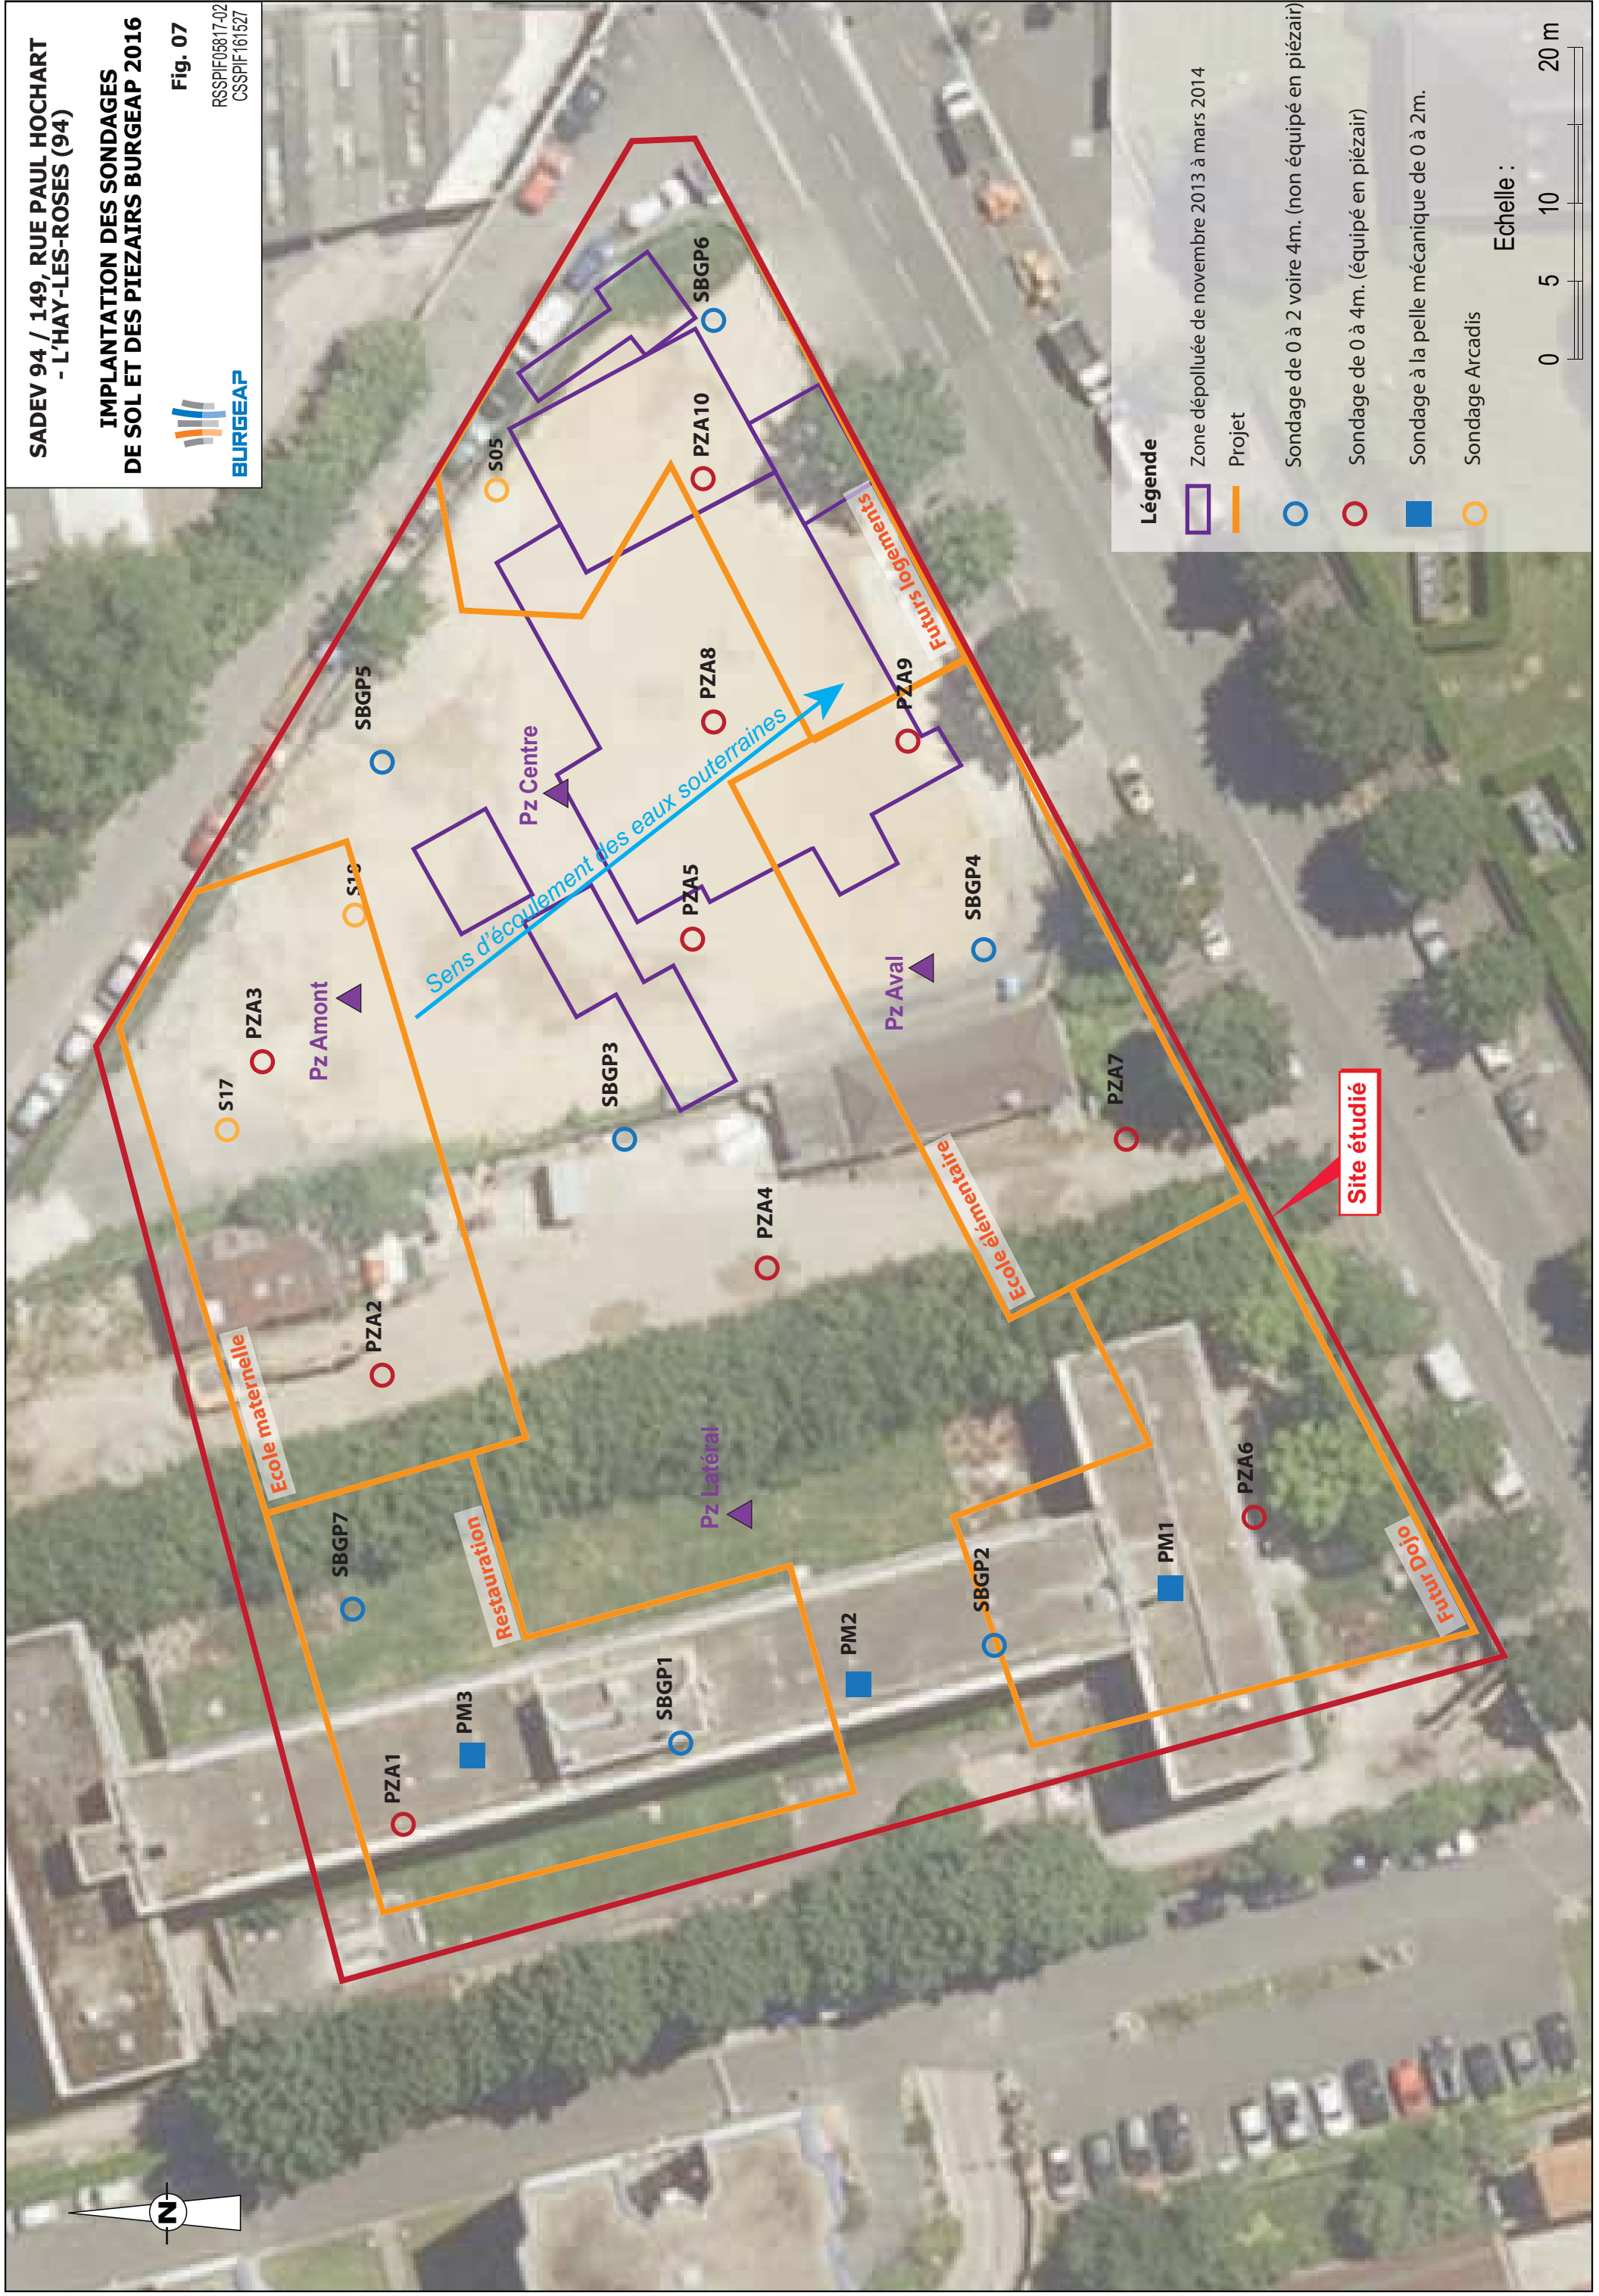 SADEV 94 / 149, RUE PAUL HOCHART
- L'HAY-LES-ROSES (94)
IMPLANTATION DES SONDAGES
DE SOL ET DES PIEZAIRS BURGEAP 2016
Fig. 07
BURGEAP
RSSPIF05817-02
CSSPIF161527
N
Ecole maternelle
S17
PZA3
Pz Amont
S18
SBGP5
S05
PZA2
SBGP7
Restauration
PZA1
PM3
SBGP1
PM2
Pz Latéral
PZA4
SBGP3
PZA5
Pz Centre
Sens d'écoulement des eaux souterraines
PZA8
PZA10
SBGP6
Futurs logements
PZA9
Pz Aval
SBGP4
Ecole élémentaire
PZA7
SBGP2
PM1
PZA6
Futur Dojo
Site étudié
Légende
Zone dépolluée de novembre 2013 à mars 2014
Projet
Sondage de 0 à 2 voire 4m. (non équipé en piézair)
Sondage de 0 à 4m. (équipé en piézair)
Sondage à la pelle mécanique de 0 à 2m.
Sondage Arcadis
Echelle :
0 5 10 20 m